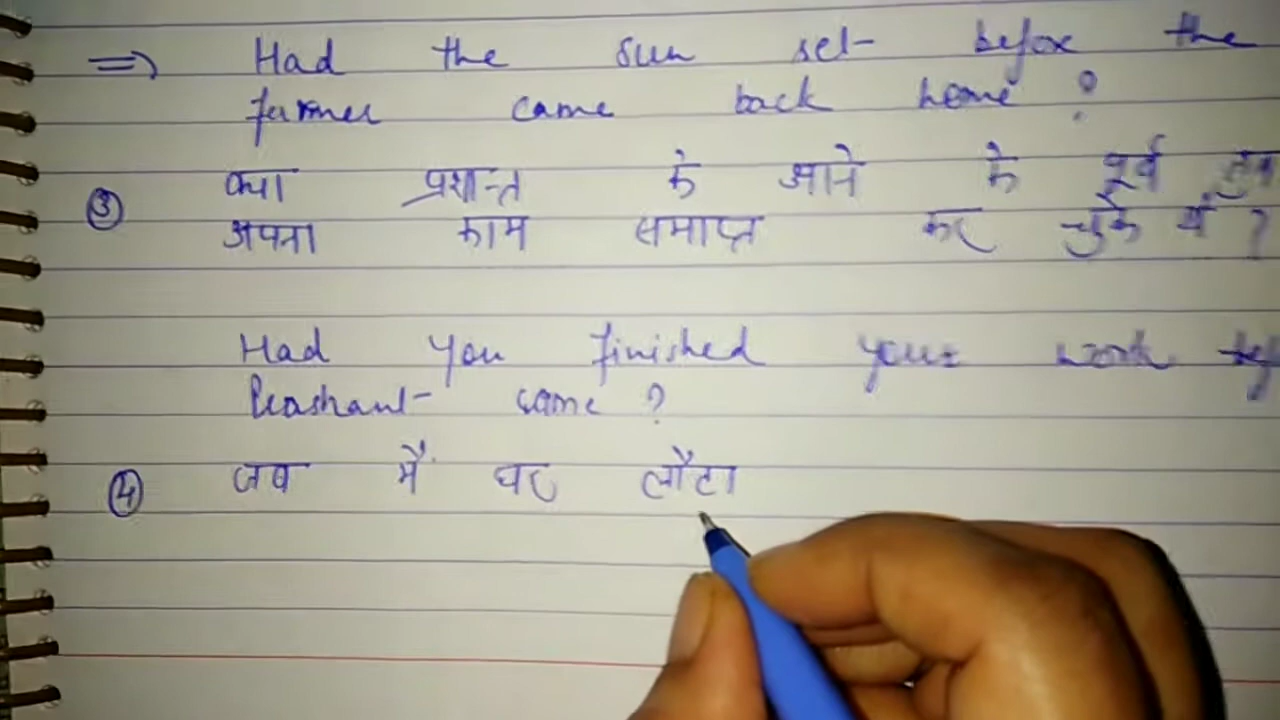 ⇒ Had the sun set before the
farmer came back home ?
③ क्या प्रशान्त के आने के पूर्व तुम
अपना काम समाप्त कर चुके थे ?
Had you finished your work
Prashant came ?
④ जब मैं घर लौटा